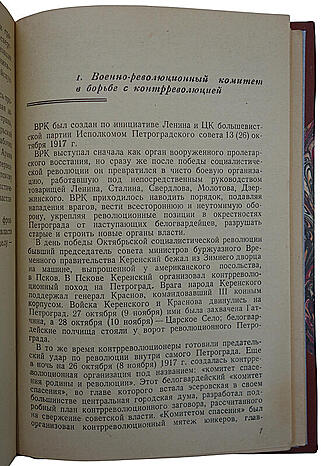 1. Военно-революционный комитет
в борьбе с контрреволюцией
ВРК был создан по инициативе Ленина и ЦК большевист-
ской партии Исполкомом Петроградского совета 13 (26) ок-
тября 1917 г.
ВРК выступал сначала как орган вооруженного пролетар-
ского восстания, но сразу же после победы социалистиче-
ской революции он превратился в чисто боевую организа-
цию, работавшую под непосредственным руководством
товарищей Ленина, Сталина, Свердлова, Молотова, Дзер-
жинского. ВРК приходилось наводить порядок, подавлять
врагов, вести всестороннюю и неутомимую обо-
рону, укрепляя революционные позиции в окрестностях
Петрограда от наступающих белогвардейцев, разрушать
старые и строить новые органы власти.
В день победы Октябрьской социалистической революции
бывший председатель совета министров буржуазного Вре-
менного правительства Керенский бежал из Зимнего дворца
на машине, выпрошенной у американского посольства,
в Псков. В Пскове Керенский организовал контрреволю-
ционный поход на Петроград. Врага народа Керенского
поддержал генерал Краснов, командовавший III конным
корпусом. Войска Керенского и Краснова двинулись на
Петроград. 27 октября (9 ноября) ими была захвачена Гат-
чина, а 28 октября (10 ноября) — Царское Село; белогвар-
дейские полчища стояли у ворот революционного Петро-
града.
В то же время контрреволюционеры готовили предатель-
ский удар по революции внутри самого Петрограда. Еще
в ночь на 26 октября (8 ноября) 1917 г. создалась контрре-
волюционная организация под названием: «комитет спасе-
ния родины и революции». Этот белогвардейский «комитет
спасения», во главе которого встала эсеровская в своем
большинстве центральная городская дума, разработал под-
робный план контрреволюционного заговора, рассчитанного
на свержение советской власти. «Комитетом спасения» был
организован контрреволюционный мятеж юнкеров,
7